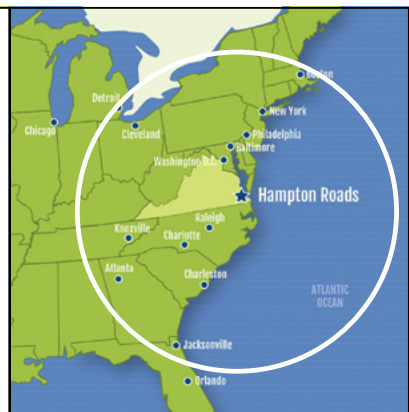 Boston
Detroit
New York
Chicago
Cleveland
Philadelphia
Baltimore
Washington D.C.
Hampton Roads
Raleigh
Knoxville
Charlotte
Atlanta
Charleston
ATLANTIC
OCEAN
Jacksonville
Orlando